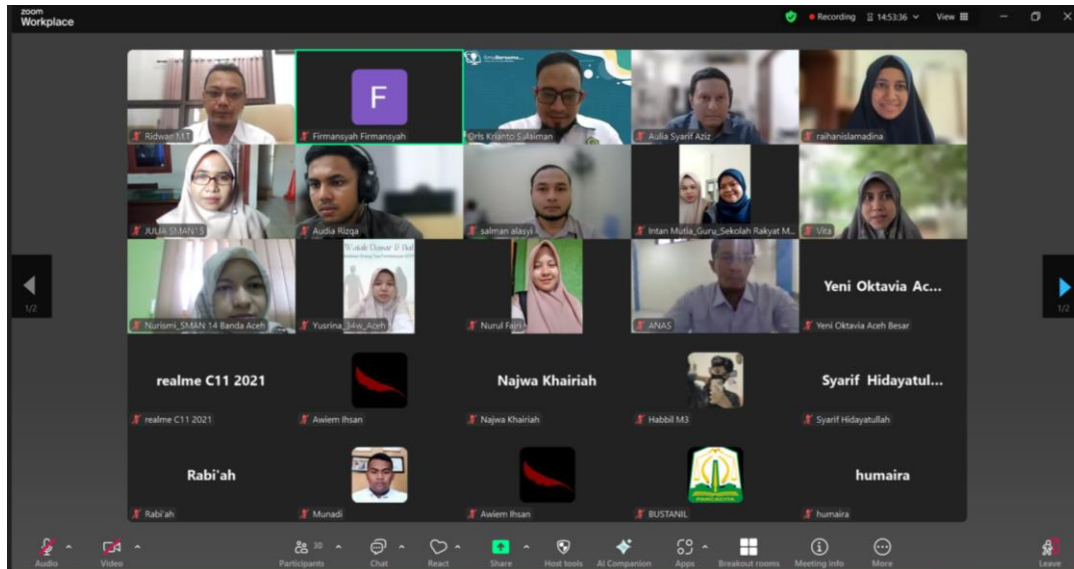 zoom
Workplace
Recording
14:53:36
View
Ridwan M.T
F
Firmansyah Firmansyah
Oris Krianto Sulaiman
Aulia Syarif Aziz
raihanislamadina
JULIA SMAN15
Audia Rizqa
salman alasyi
Intan Mutia_Guru_Sekolah Rakyat M...
Vita
Nurismi_SMAN 14 Banda Aceh
Yusrina_34w_Aceh
Nurul Fajri
ANAS
Yeni Oktavia Ac...
Yeni Oktavia Aceh Besar
1/2
1/2
realme C11 2021
realme C11 2021
Awiem Ihsan
Najwa Khairiah
Najwa Khairiah
Habbil M3
Syarif Hidayatul...
Syarif Hidayatullah
Rabi'ah
Rabi'ah
Munadi
Awiem Ihsan
PANCACITA
BUSTANIL
humaira
humaira
Audio
Video
30
Participants
Chat
React
Share
Host tools
AI Companion
Apps
Breakout rooms
Meeting info
More
Leave